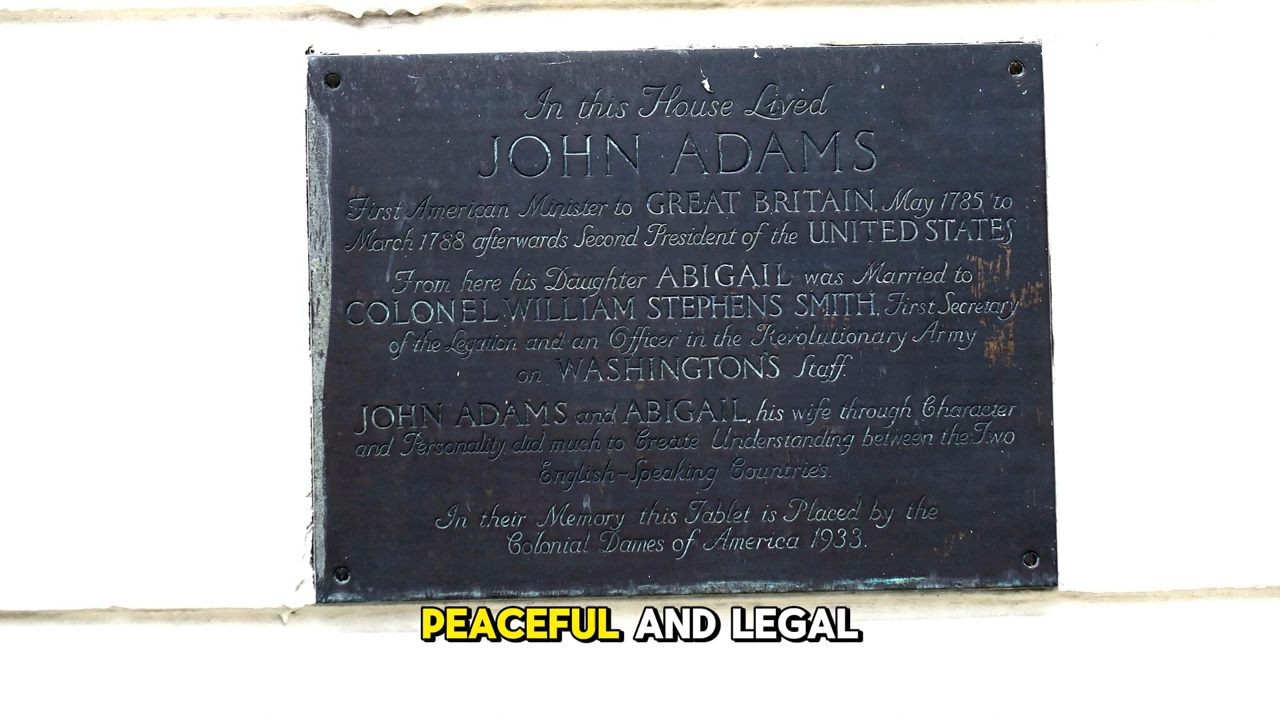 In this House Lived
JOHN ADAMS
First American Minister to GREAT BRITAIN, May 1785 to
March 1788 afterwards Second President of the UNITED STATES
From here his Daughter ABIGAIL was Married to
COLONEL WILLIAM STEPHENS SMITH, First Secretary
of the Legation and an Officer in the Revolutionary Army
on WASHINGTON'S Staff.
JOHN ADAMS and ABIGAIL, his wife through Character
and Personality did much to Create Understanding between the Two
English-Speaking Countries.
In their Memory this Tablet is Placed by the
Colonial Dames of America 1933.
PEACEFUL AND LEGAL